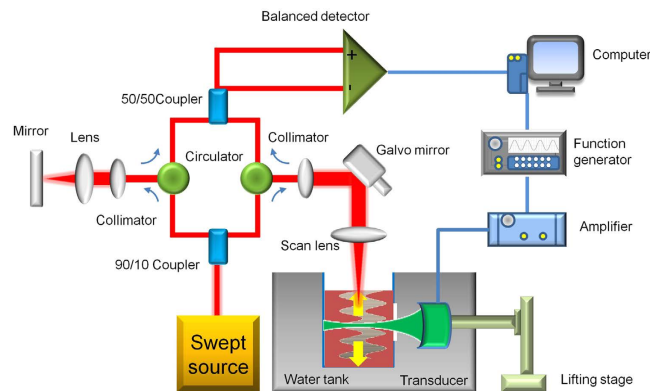 Balanced detector
+
-
Computer
50/50Coupler
Mirror
Lens
Collimator
Circulator
Galvo mirror
Function
generator
Collimator
Scan lens
Amplifier
90/10 Coupler
Swept
source
Water tank
Transducer
Lifting stage